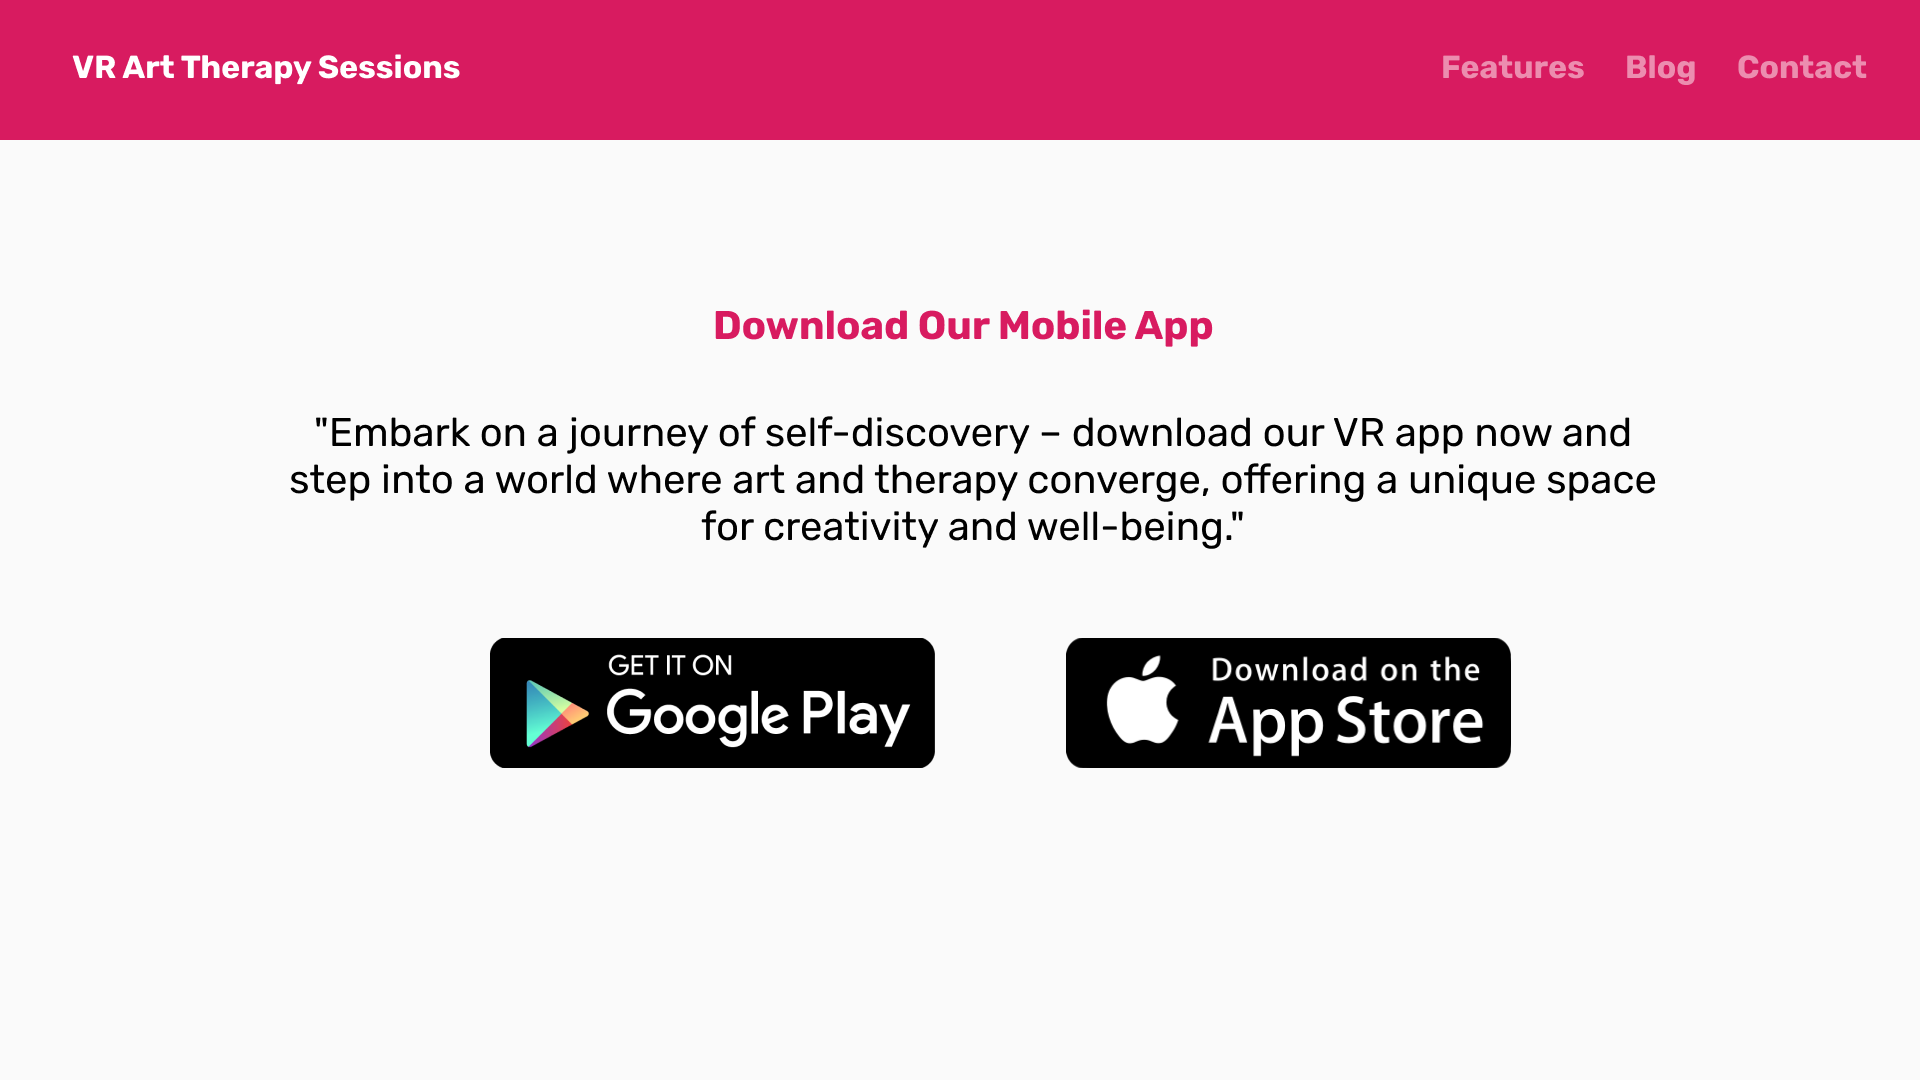 VR Art Therapy Sessions
Features Blog Contact
Download Our Mobile App
"Embark on a journey of self-discovery – download our VR app now and
step into a world where art and therapy converge, offering a unique space
for creativity and well-being."
GET IT ON
Google Play
Download on the
App Store